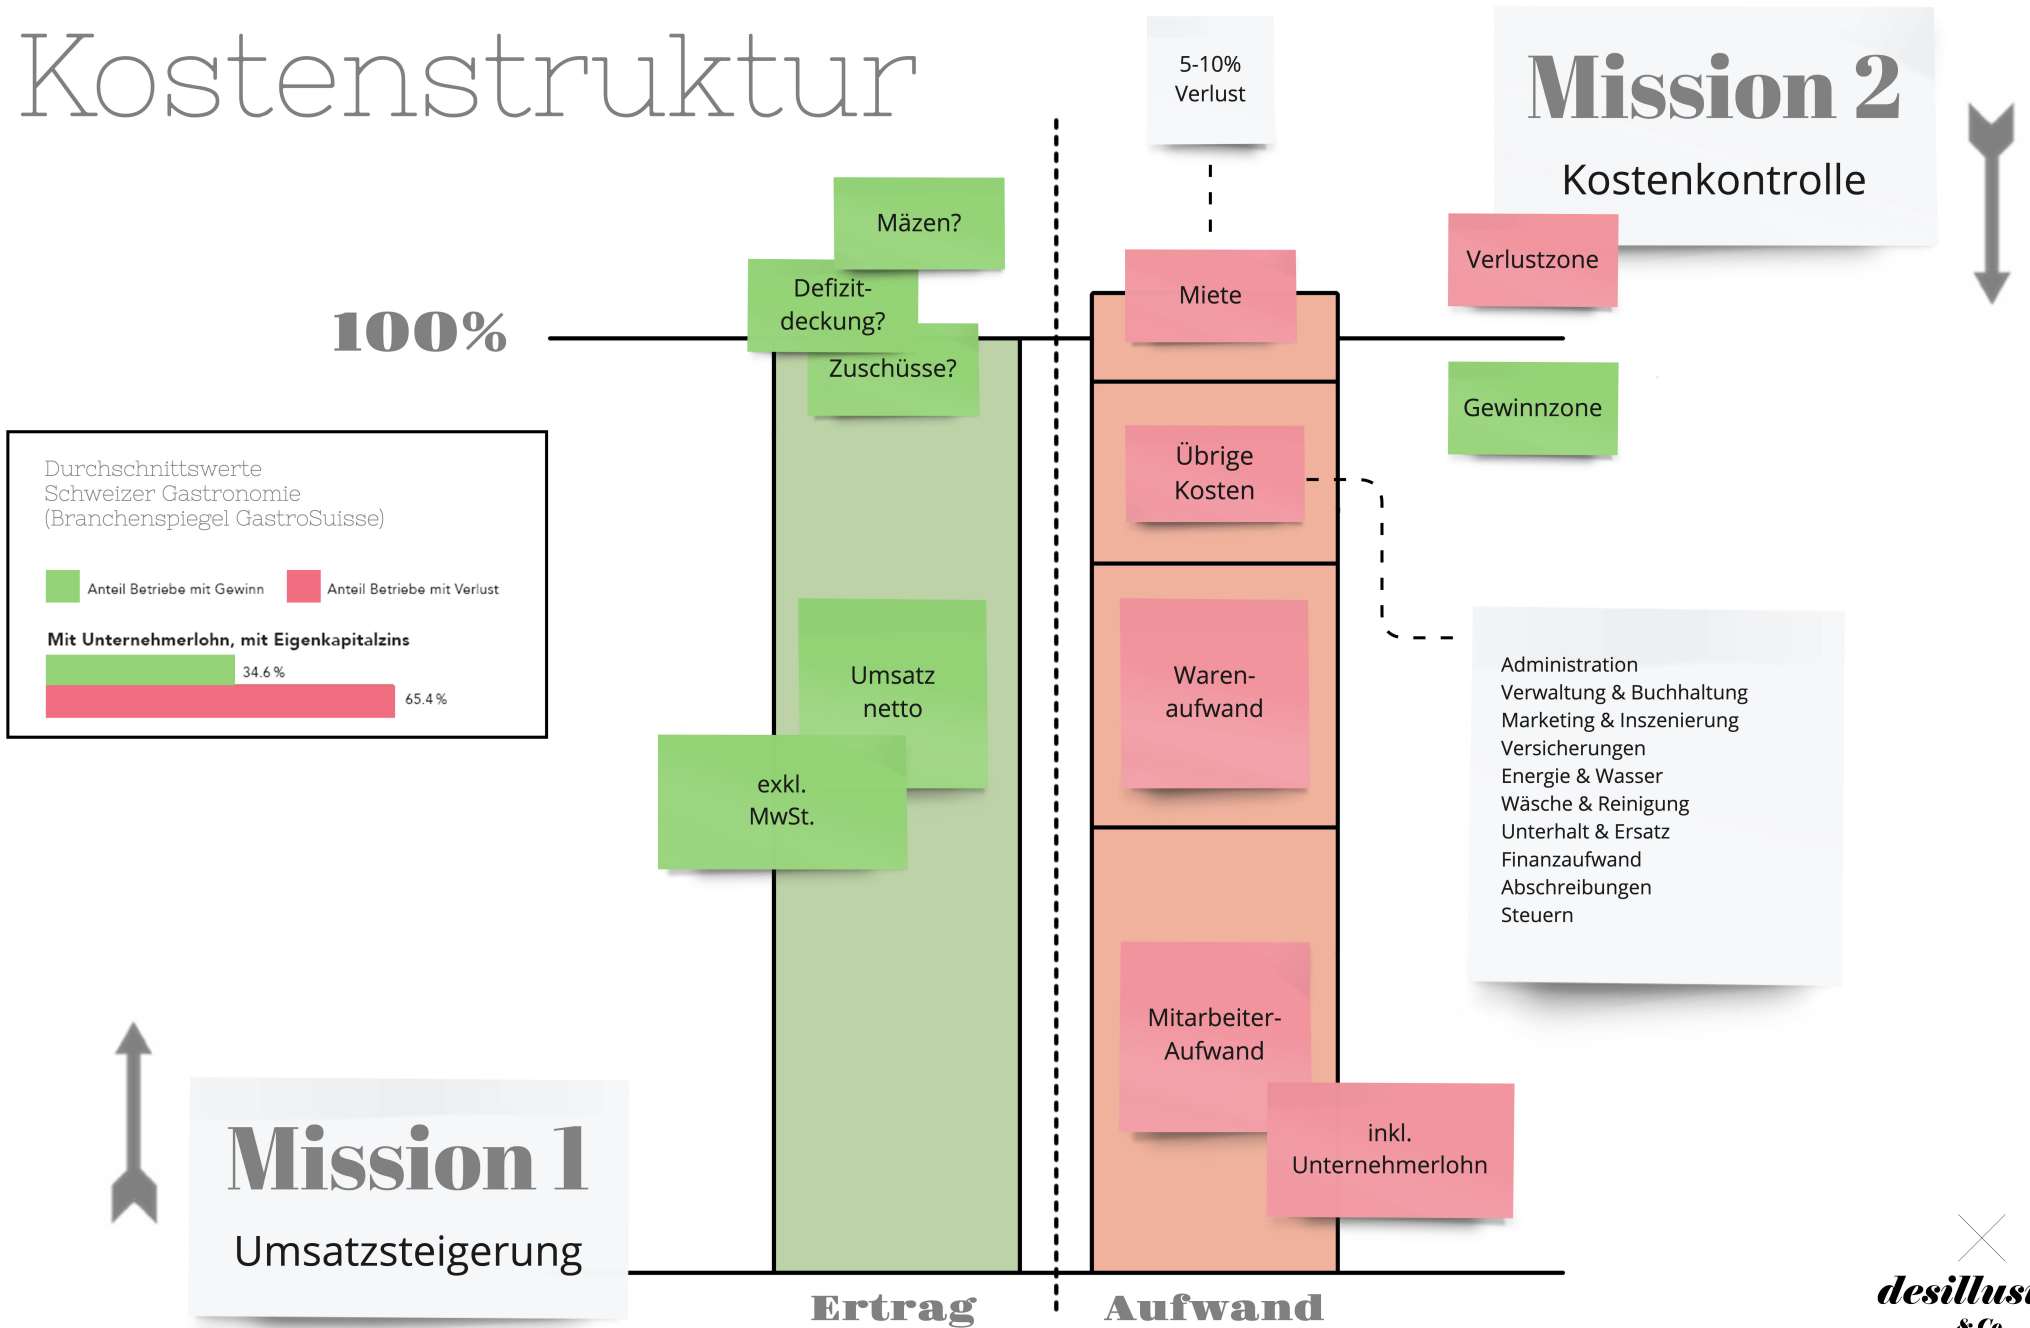 Kostenstruktur
5-10%
Verlust
Mission 2
Kostenkontrolle
Mäzen?
Defizit-
deckung?
Zuschüsse?
100%
Miete
Verlustzone
Gewinnzone
Übrige
Kosten
Durchschnittswerte
Schweizer Gastronomie
(Branchenspiegel GastroSuisse)
Anteil Betriebe mit Gewinn
Anteil Betriebe mit Verlust
Mit Unternehmerlohn, mit Eigenkapitalzins
34.6 %
65.4 %
Umsatz
netto
exkl.
MwSt.
Waren-
aufwand
Administration
Verwaltung & Buchhaltung
Marketing & Inszenierung
Versicherungen
Energie & Wasser
Wäsche & Reinigung
Unterhalt & Ersatz
Finanzaufwand
Abschreibungen
Steuern
Mitarbeiter-
Aufwand
inkl.
Unternehmerlohn
Mission 1
Umsatzsteigerung
Ertrag
Aufwand
& Co